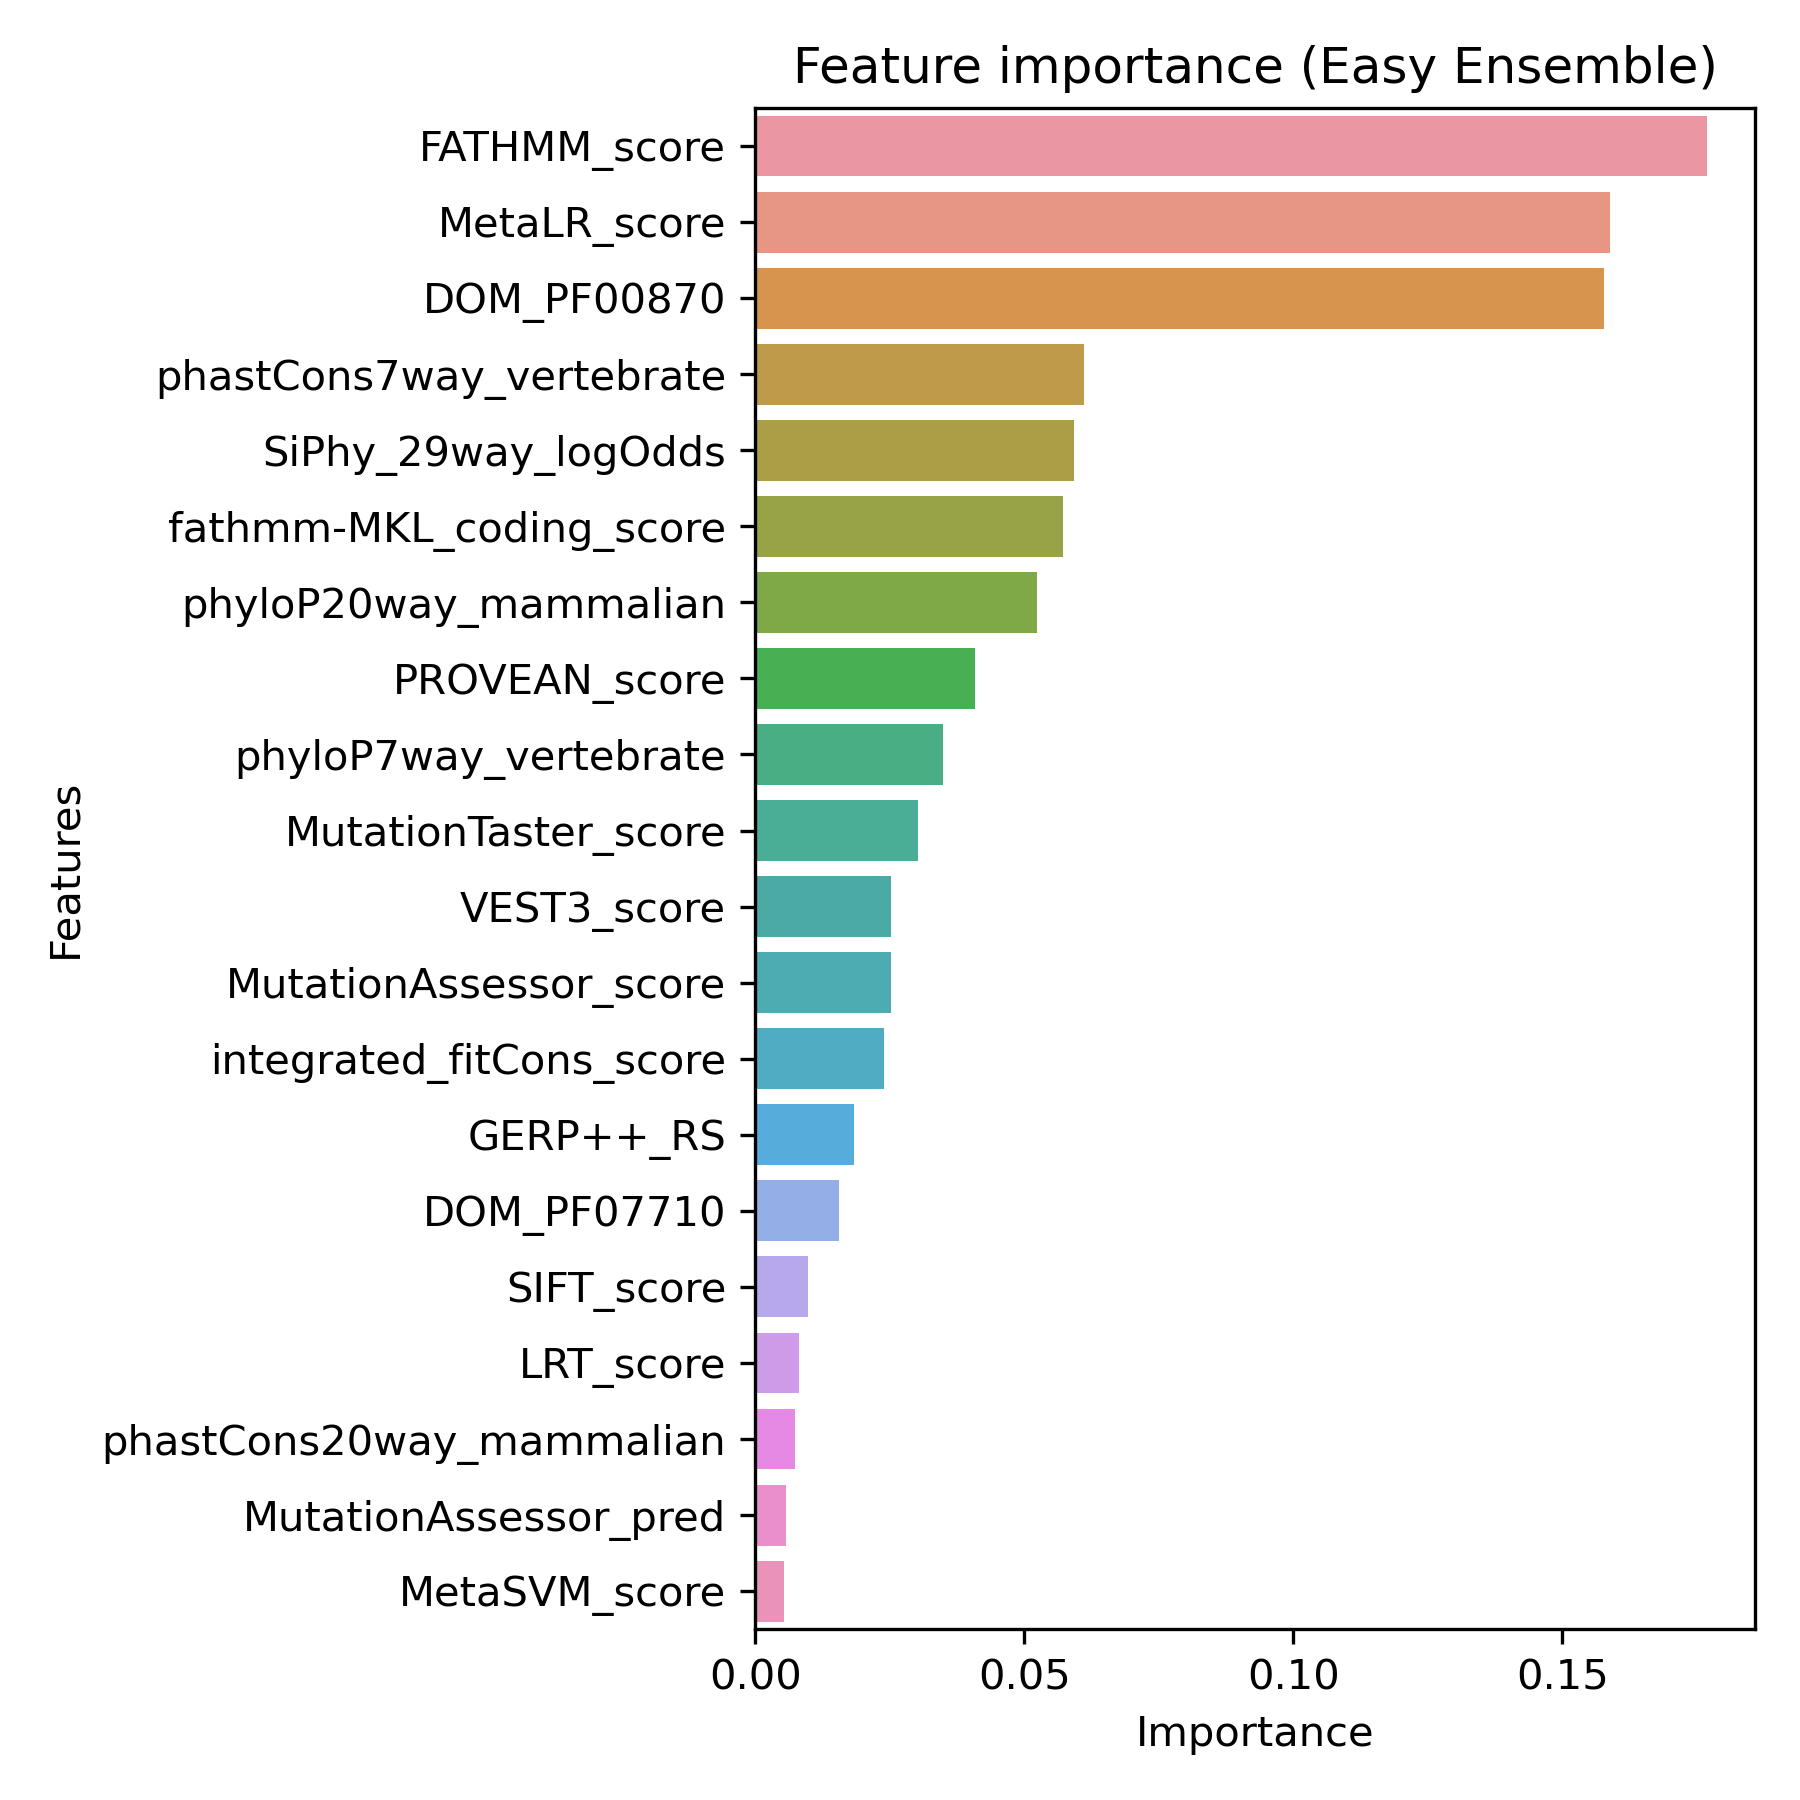 Feature importance (Easy Ensemble)
FATHMM_score
MetaLR_score
DOM_PF00870
phastCons7way_vertebrate
SiPhy_29way_logOdds
fathmm-MKL_coding_score
phyloP20way_mammalian
PROVEAN_score
phyloP7way_vertebrate
MutationTaster_score
VEST3_score
MutationAssessor_score
integrated_fitCons_score
GERP++_RS
DOM_PF07710
SIFT_score
LRT_score
phastCons20way_mammalian
MutationAssessor_pred
MetaSVM_score
Features
0.00 0.05 0.10 0.15
Importance